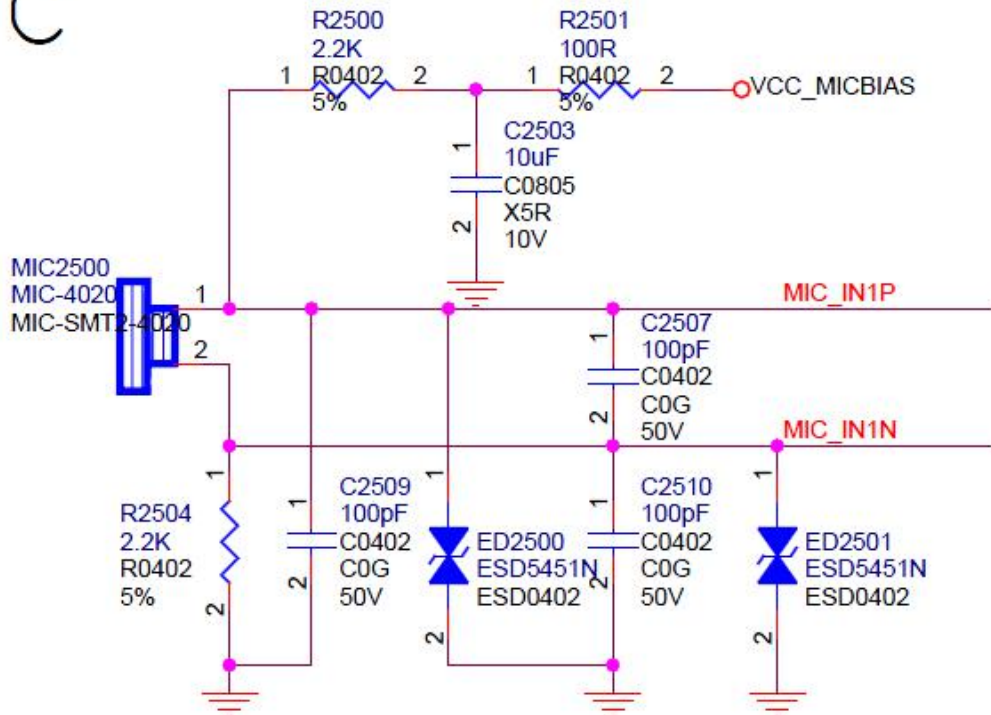 R2500
2.2K
R0402
5%
1
2
R2501
100R
R0402
5%
1
2
VCC_MICBIAS
C2503
10uF
C0805
X5R
10V
1
2
MIC2500
MIC-4020
MIC-SMT2-4020
1
2
MIC_IN1P
C2507
100pF
C0402
C0G
50V
1
2
MIC_IN1N
R2504
2.2K
R0402
5%
1
2
C2509
100pF
C0402
C0G
50V
1
2
ED2500
ESD5451N
ESD0402
1
2
C2510
100pF
C0402
C0G
50V
1
2
ED2501
ESD5451N
ESD0402
1
2